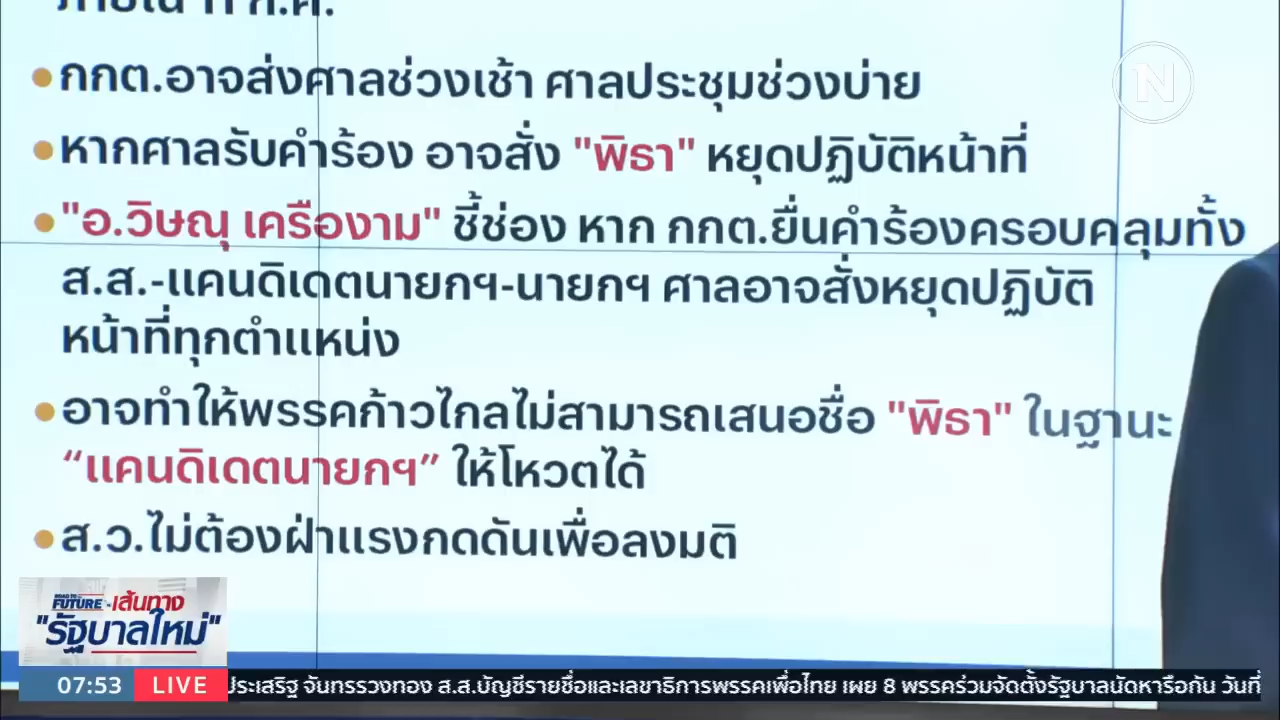 ภายใน 11 ก.ค.
กกต.อาจส่งศาลช่วงเช้า ศาลประชุมช่วงบ่าย
หากศาลรับคำร้อง อาจสั่ง "พิธา" หยุดปฏิบัติหน้าที่
"อ.วิษณุ เครืองาม" ชี้ช่อง หาก กกต.ยื่นคำร้องครอบคลุมทั้ง
ส.ส.-แคนดิเดตนายกฯ-นายกฯ ศาลอาจสั่งหยุดปฏิบัติ
หน้าที่ทุกตำแหน่ง
อาจทำให้พรรคก้าวไกลไม่สามารถเสนอชื่อ "พิธา" ในฐานะ
“แคนดิเดตนายกฯ” ให้โหวตได้
ส.ว.ไม่ต้องฝ่าแรงกดดันเพื่อลงมติ
N
ROAD TO FUTURE -เส้นทาง
"รัฐบาลใหม่"
07:53 LIVE ประเสริฐ จันทรรวงทอง ส.ส.บัญชีรายชื่อและเลขาธิการพรรคเพื่อไทย เผย 8 พรรคร่วมจัดตั้งรัฐบาลนัดหารือกัน วันที่